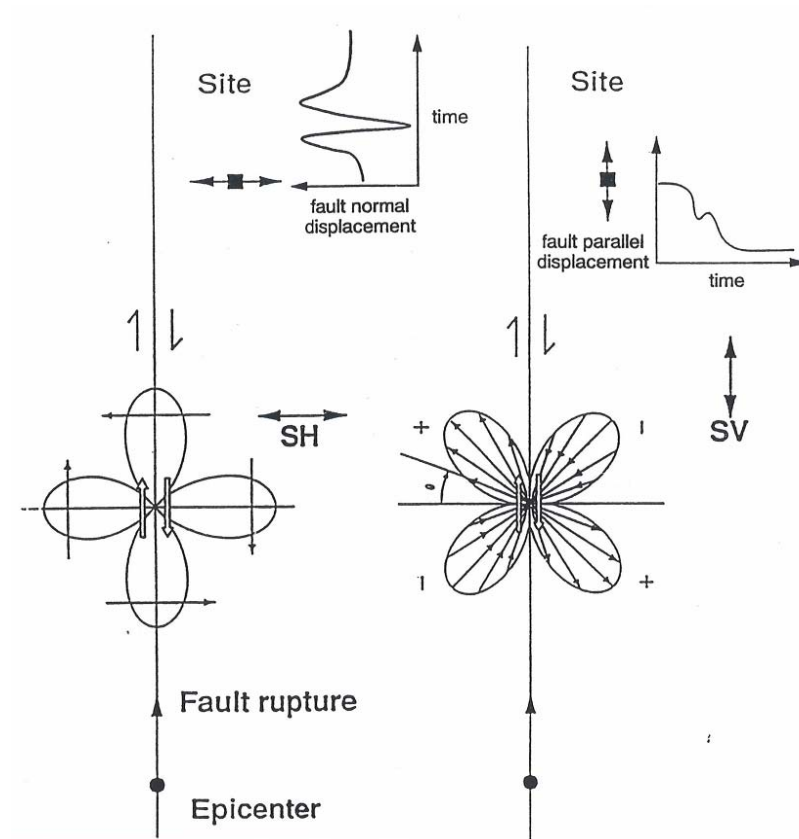 Site
time
fault normal
displacement
SH
Fault rupture
Epicenter
Site
fault parallel
displacement
time
+
SV
θ
+